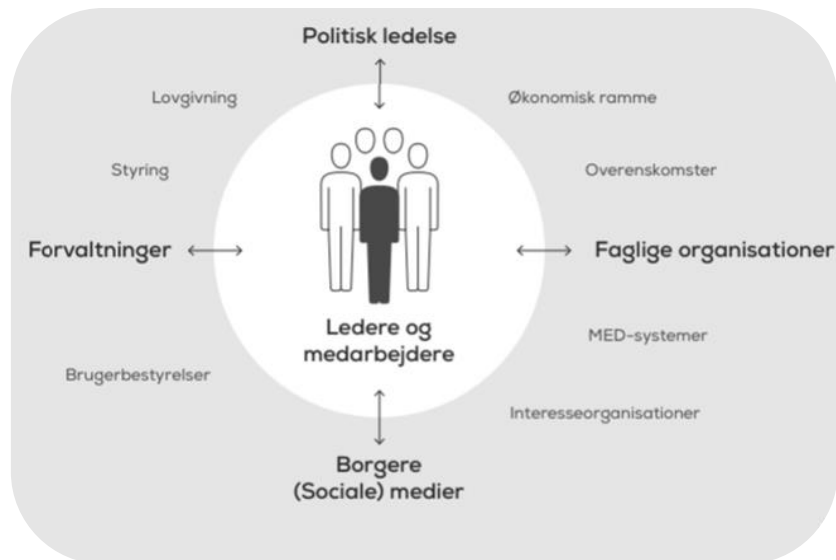 Politisk ledelse
Lovgivning
Økonomisk ramme
Styring
Overenskomster
Forvaltninger
Faglige organisationer
Ledere og
medarbejdere
MED-systemer
Brugerbestyrelser
Interesseorganisationer
Borgere
(Sociale) medier